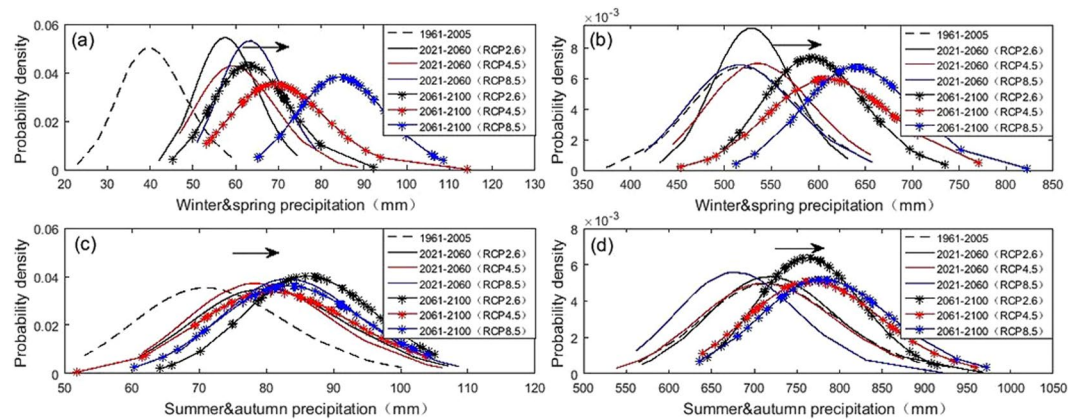 0.06
(a)
0.04
0.02
0
Probability density
20 30 40 50 60 70 80 90 100 110 120 130
Winter&spring precipitation（mm）
1961-2005
2021-2060（RCP2.6）
2021-2060（RCP4.5）
2021-2060（RCP8.5）
2061-2100（RCP2.6）
2061-2100（RCP4.5）
2061-2100（RCP8.5）
×10⁻³
(b)
8
6
4
2
0
Probability density
350 400 450 500 550 600 650 700 750 800 850
Winter&spring precipitation（mm）
1961-2005
2021-2060（RCP2.6）
2021-2060（RCP4.5）
2021-2060（RCP8.5）
2061-2100（RCP2.6）
2061-2100（RCP4.5）
2061-2100（RCP8.5）
0.06
(c)
0.04
0.02
0
Probability density
50 60 70 80 90 100 110 120
Summer&autumn precipitation（mm）
1961-2005
2021-2060（RCP2.6）
2021-2060（RCP4.5）
2021-2060（RCP8.5）
2061-2100（RCP2.6）
2061-2100（RCP4.5）
2061-2100（RCP8.5）
×10⁻³
8
(d)
6
4
2
0
Probability density
500 550 600 650 700 750 800 850 900 950 1000 1050
Summer&autumn precipitation（mm）
1961-2005
2021-2060（RCP2.6）
2021-2060（RCP4.5）
2021-2060（RCP8.5）
2061-2100（RCP2.6）
2061-2100（RCP4.5）
2061-2100（RCP8.5）